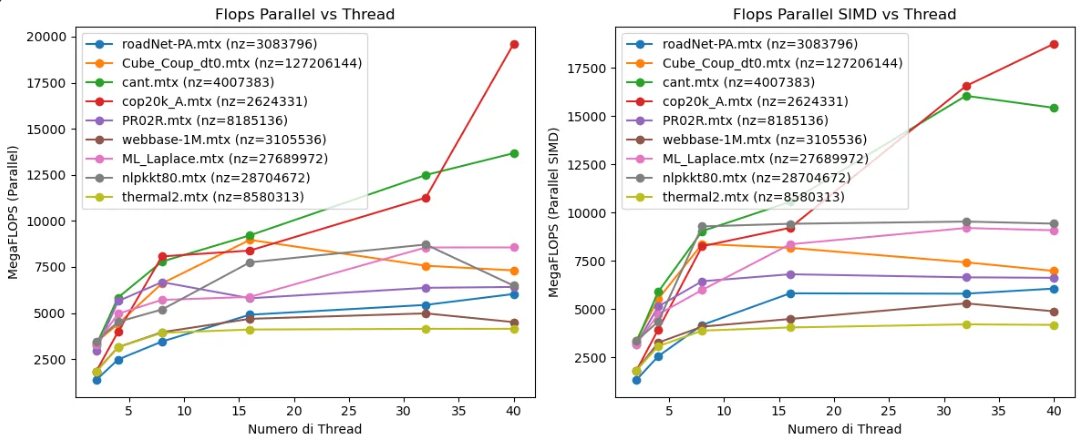 Flops Parallel vs Thread
MegaFLOPS (Parallel)
20000
17500
15000
12500
10000
7500
5000
2500
roadNet-PA.mtx (nz=3083796)
Cube_Coup_dt0.mtx (nz=127206144)
cant.mtx (nz=4007383)
cop20k_A.mtx (nz=2624331)
PR02R.mtx (nz=8185136)
webbase-1M.mtx (nz=3105536)
ML_Laplace.mtx (nz=27689972)
nlpkkt80.mtx (nz=28704672)
thermal2.mtx (nz=8580313)
5 10 15 20 25 30 35 40
Numero di Thread
Flops Parallel SIMD vs Thread
MegaFLOPS (Parallel SIMD)
17500
15000
12500
10000
7500
5000
2500
roadNet-PA.mtx (nz=3083796)
Cube_Coup_dt0.mtx (nz=127206144)
cant.mtx (nz=4007383)
cop20k_A.mtx (nz=2624331)
PR02R.mtx (nz=8185136)
webbase-1M.mtx (nz=3105536)
ML_Laplace.mtx (nz=27689972)
nlpkkt80.mtx (nz=28704672)
thermal2.mtx (nz=8580313)
5 10 15 20 25 30 35 40
Numero di Thread